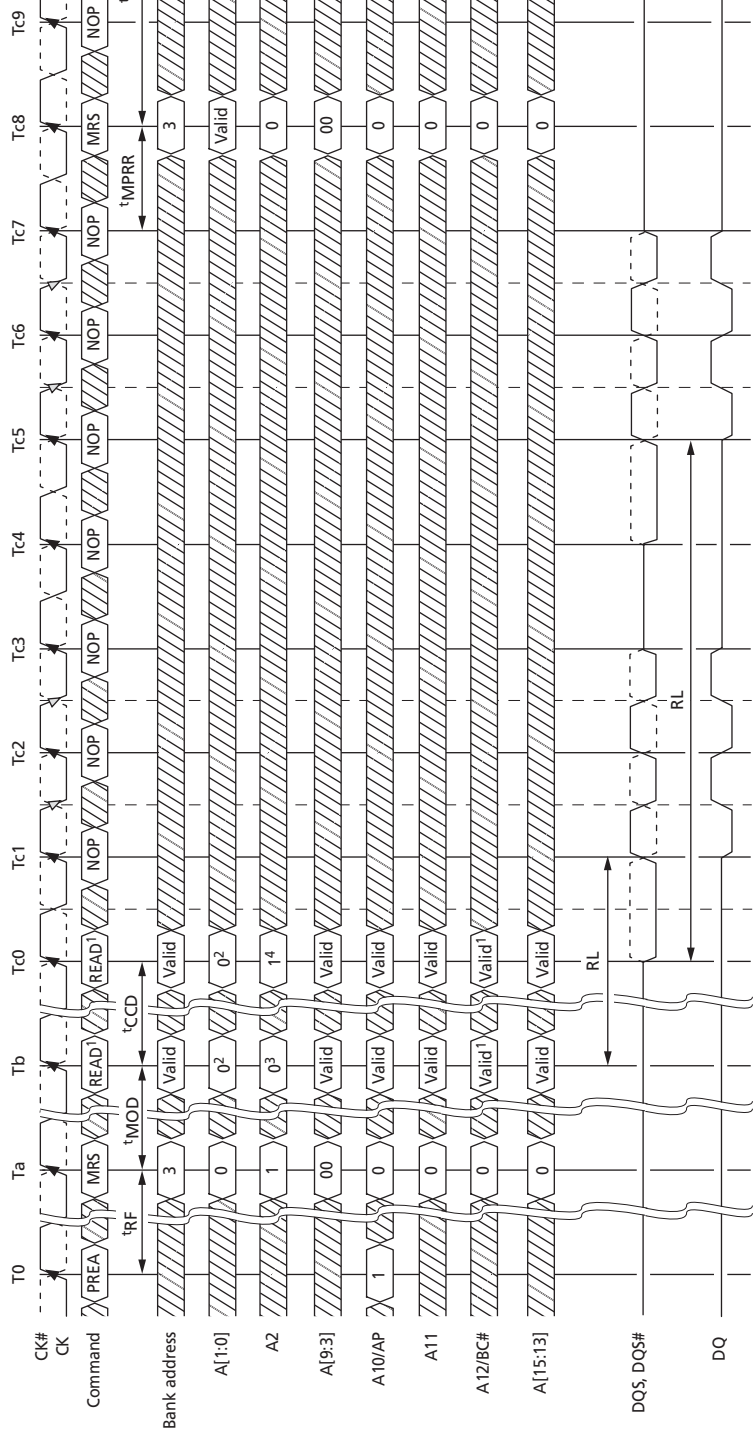 T0 Ta Tb Tc0 Tc1 Tc2 Tc3 Tc4 Tc5 Tc6 Tc7 Tc8 Tc9
CK#
CK
Command PREA MRS READ¹ READ¹ NOP NOP NOP NOP NOP NOP NOP MRS NOP
tRF tMOD tCCD tMPRR
Bank address 3 Valid Valid 3
A[1:0] 0 0² 0² Valid
A2 1 0³ 1⁴ 0
A[9:3] 00 Valid Valid 00
A10/AP 1 0 Valid Valid 0
A11 0 Valid Valid 0
A12/BC# 0 Valid¹ Valid¹ 0
A[15:13] 0 Valid Valid 0
RL
DQS, DQS#
RL
DQ